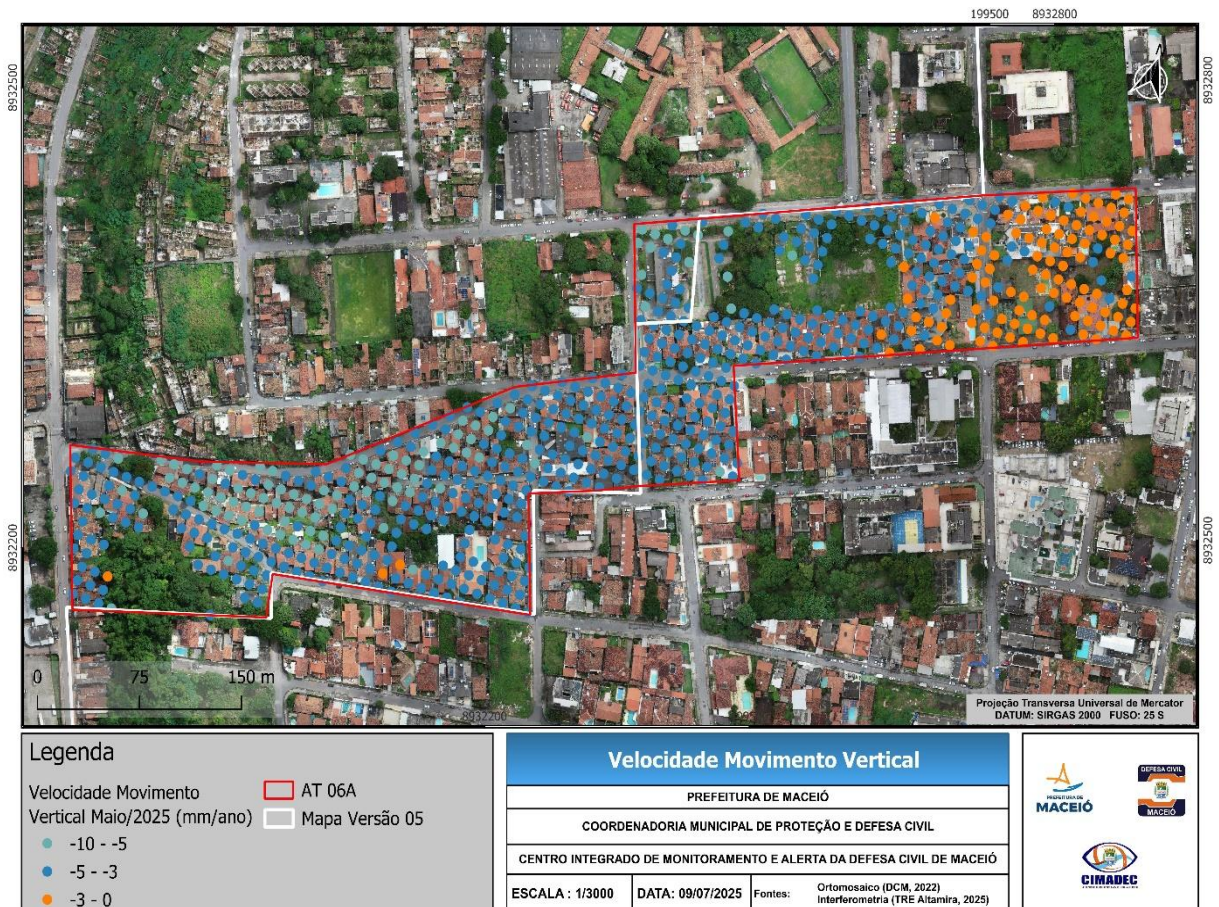 199500 8932800
8932500
8932800
8932200
8932500
0 75 150 m
8932200
Projeção Transversa Universal de Mercator
DATUM: SIRGAS 2000 FUSO: 25 S
Legenda
Velocidade Movimento
Vertical Maio/2025 (mm/ano)
-10 - -5
-5 - -3
-3 - 0
AT 06A
Mapa Versão 05
Velocidade Movimento Vertical
PREFEITURA DE MACEIÓ
COORDENADORIA MUNICIPAL DE PROTEÇÃO E DEFESA CIVIL
CENTRO INTEGRADO DE MONITORAMENTO E ALERTA DA DEFESA CIVIL DE MACEIÓ
ESCALA : 1/3000
DATA: 09/07/2025
Fontes:
Ortomosaico (DCM, 2022)
Interferometria (TRE Altamira, 2025)
PREFEITURA DE
MACEIÓ
DEFESA CIVIL
MACEIÓ
CIMADEC